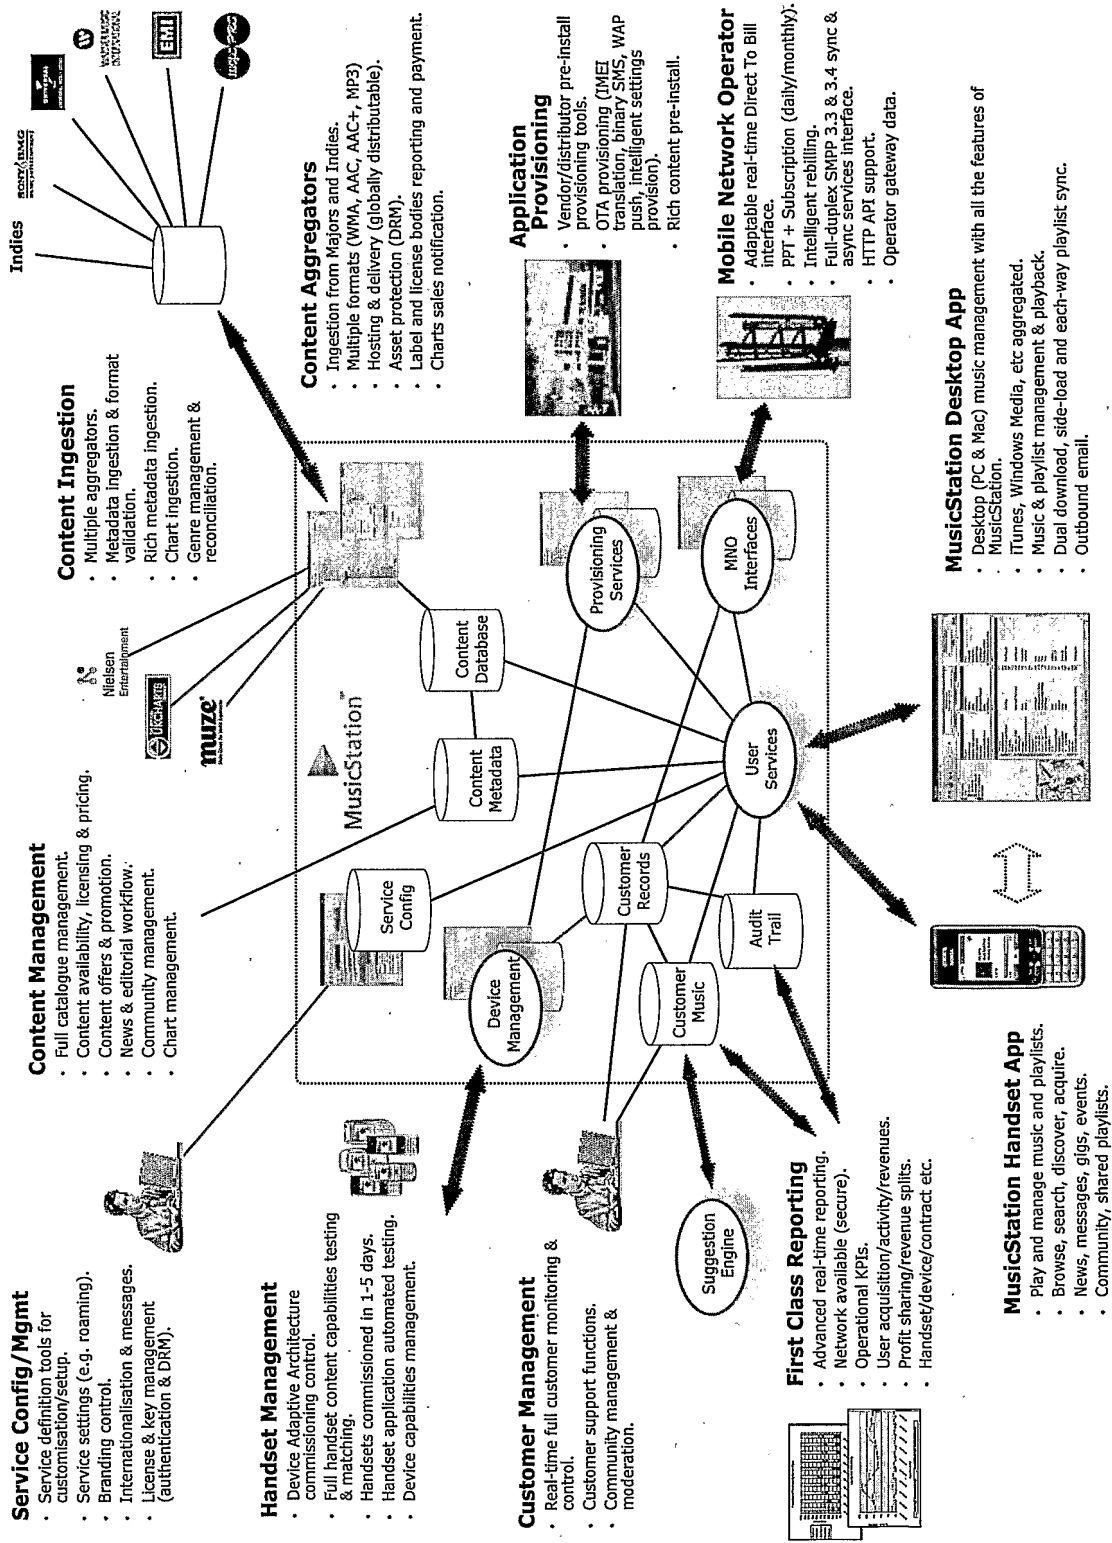 Service Config/Mgmt
· Service definition tools for
customisation/setup.
· Service settings (e.g. roaming).
· Branding control.
· Internationalisation & messages.
· License & key management
(authentication & DRM).
Content Management
· Full catalogue management.
· Content availability, licensing & pricing.
· Content offers & promotion.
· News & editorial workflow.
· Community management.
· Chart management.
Content Ingestion
· Multiple aggregators.
· Metadata ingestion & format
validation.
· Rich metadata ingestion.
· Chart ingestion.
· Genre management &
reconciliation.
Indies
SONY BMG
EMI
Nielsen
Entertainment
UKCHARTS
muze
Handset Management
· Device Adaptive Architecture
commissioning control.
· Full handset content capabilities testing
& matching.
· Handsets commissioned in 1-5 days.
· Handset application automated testing.
· Device capabilities management.
MusicStation
Service
Config
Content
Metadata
Content
Database
Device
Management
Customer
Records
Customer
Music
Audit
Trail
User
Services
Provisioning
Services
MNO
Interfaces
Content Aggregators
· Ingestion from Majors and Indies.
· Multiple formats (WMA, AAC, AAC+, MP3)
· Hosting & delivery (globally distributable).
· Asset protection (DRM).
· Label and license bodies reporting and payment.
· Charts sales notification.
Application
Provisioning
· Vendor/distributor pre-install
provisioning tools.
· OTA provisioning (IMEI
translation, binary SMS, WAP
push, intelligent settings
provision).
· Rich content pre-install.
Customer Management
· Real-time full customer monitoring &
control.
· Customer support functions.
· Community management &
moderation.
Suggestion
Engine
Mobile Network Operator
· Adaptable real-time Direct To Bill
interface.
· PPT + Subscription (daily/monthly).
· Intelligent rebilling.
· Full-duplex SMPP 3.3 & 3.4 sync &
async services interface.
· HTTP API support.
· Operator gateway data.
First Class Reporting
· Advanced real-time reporting.
· Network available (secure).
· Operational KPIs.
· User acquisition/activity/revenues.
· Profit sharing/revenue splits.
· Handset/device/contract etc.
MusicStation Handset App
· Play and manage music and playlists.
· Browse, search, discover, acquire.
· News, messages, gigs, events.
· Community, shared playlists.
MusicStation Desktop App
· Desktop (PC & Mac) music management with all the features of
MusicStation.
· iTunes, Windows Media, etc aggregated.
· Music & playlist management & playback.
· Dual download, side-load and each-way playlist sync.
· Outbound email.